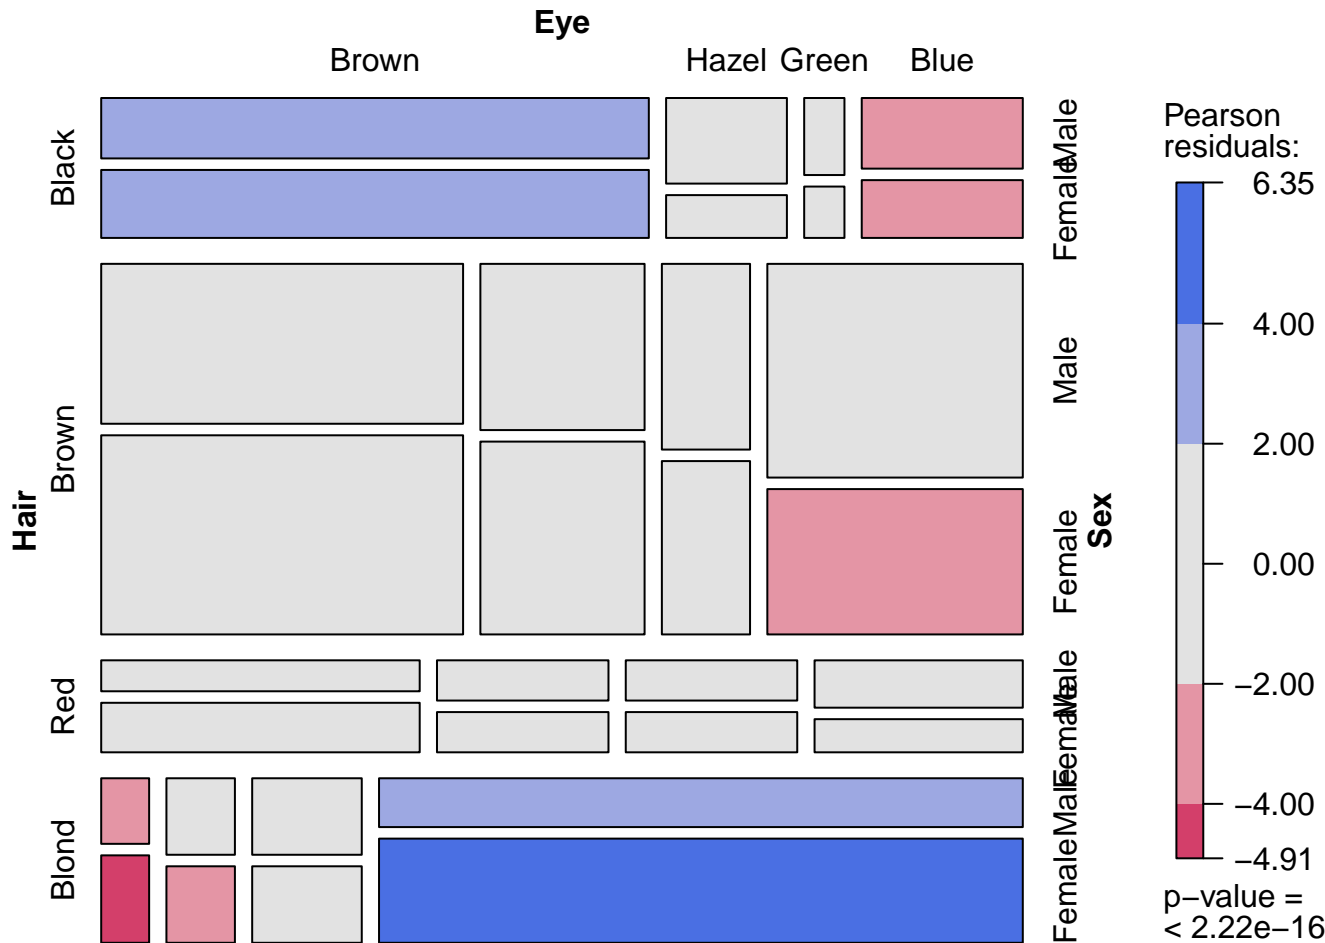 Eye
Brown Hazel Green Blue
Hair
Black
Brown
Red
Blond
Male
Female
Male
Female
Male
Female
Male
Female
Sex
Pearson
residuals:
6.35
4.00
2.00
0.00
−2.00
−4.00
−4.91
p−value =
< 2.22e−16